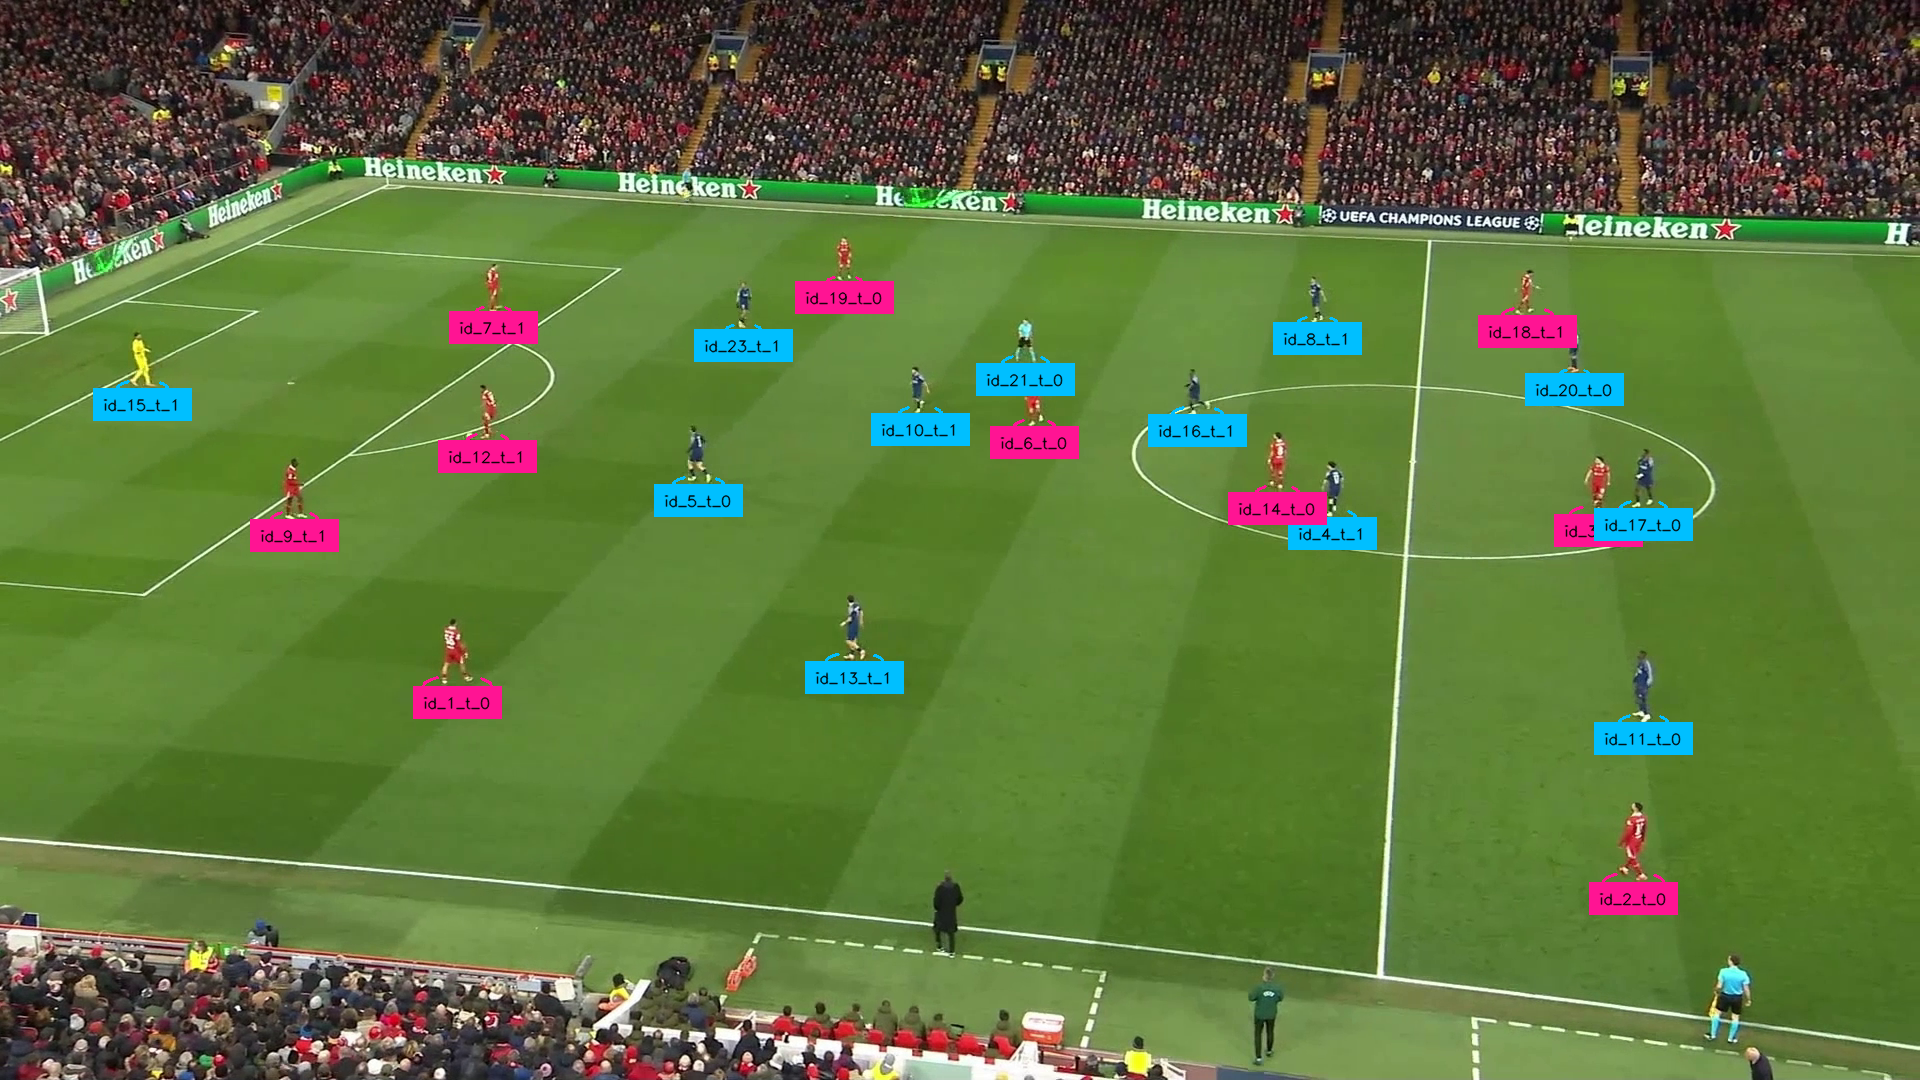 Heineken
Heineken
Heineken
Heineken
UEFA CHAMPIONS LEAGUE
Heineken
Heineken
H
id_19_t_0
id_7_t_1
id_18_t_1
id_8_t_1
id_23_t_1
id_21_t_0
id_20_t_0
id_15_t_1
id_10_t_1
id_16_t_1
id_6_t_0
id_12_t_1
id_5_t_0
id_14_t_0
id_17_t_0
id_4_t_1
id_9_t_1
id_13_t_1
id_1_t_0
id_11_t_0
id_2_t_0